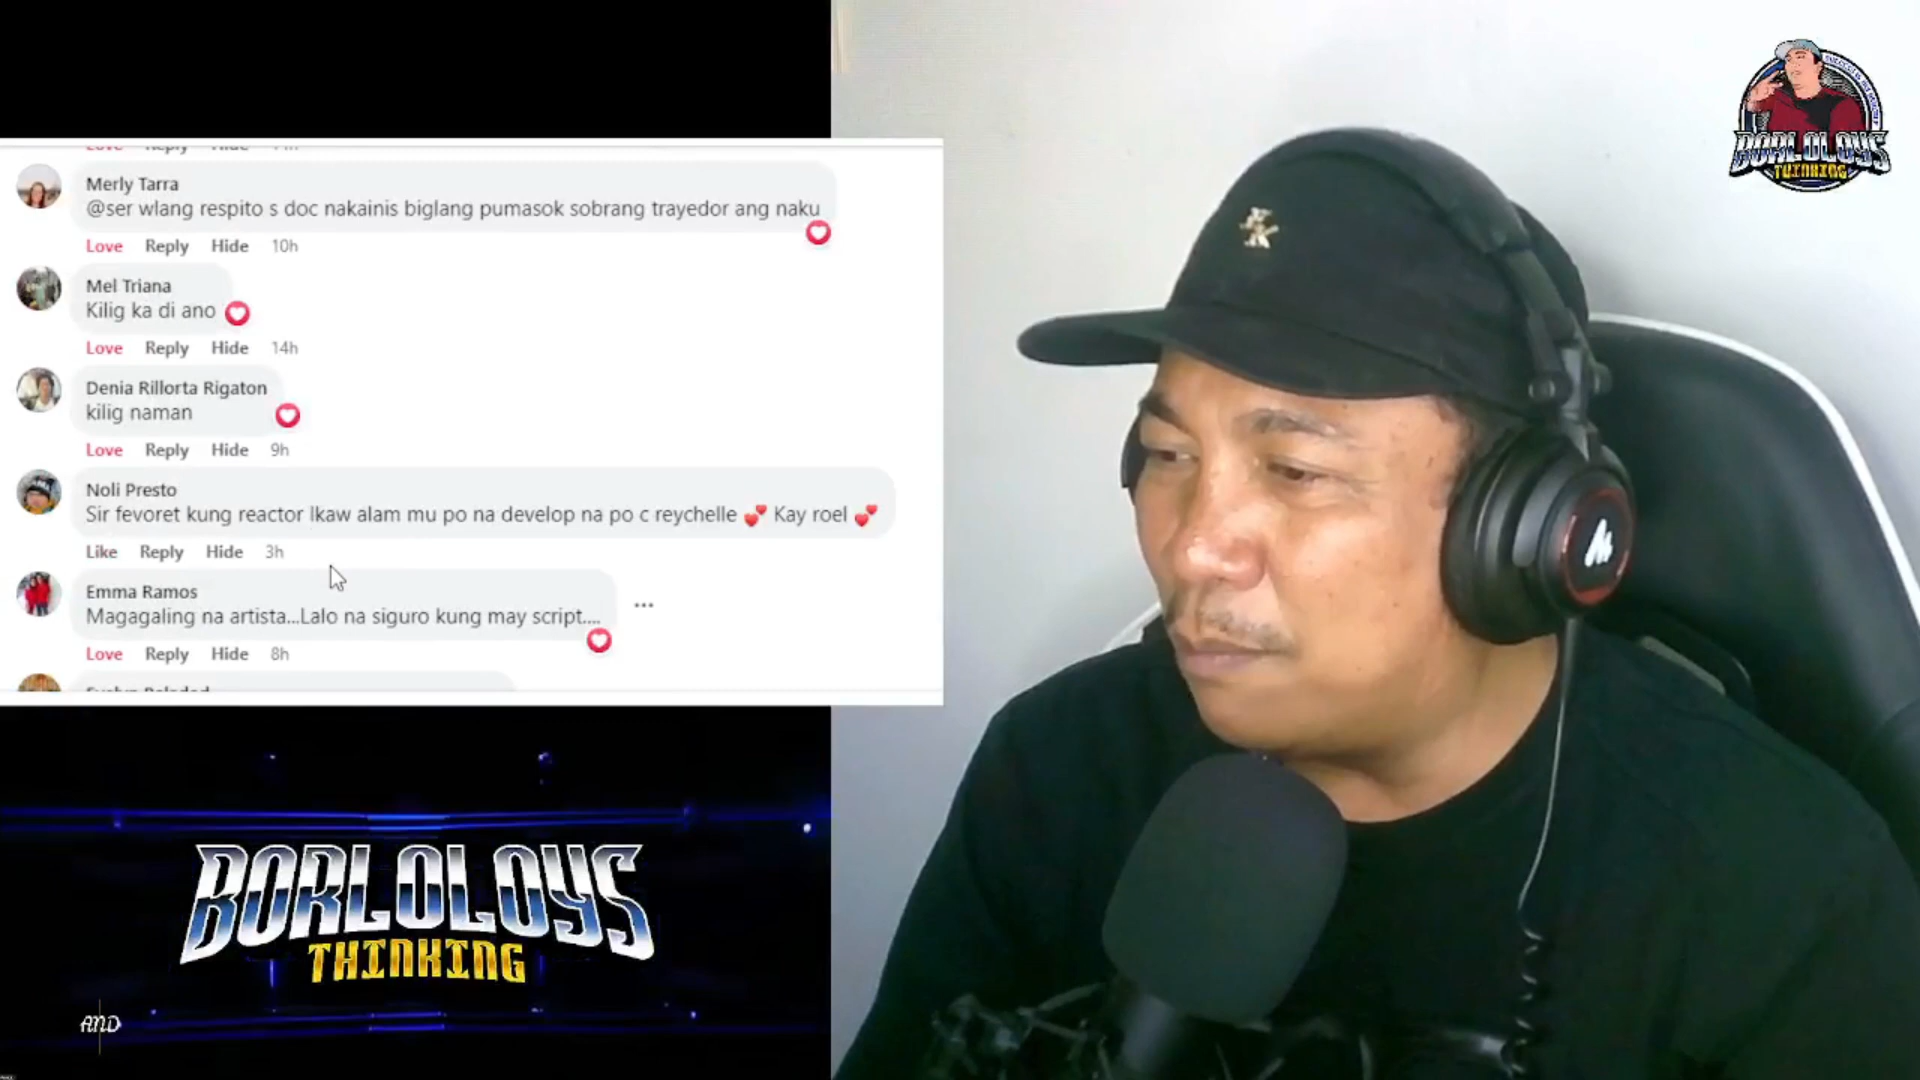 Love Reply Hide
Merly Tarra
@ser wlang respito s doc nakainis biglang pumasok sobrang trayedor ang naku
Love Reply Hide 10h
Mel Triana
Kilig ka di ano
Love Reply Hide 14h
Denia Rillorta Rigaton
kilig naman
Love Reply Hide 9h
Noli Presto
Sir fevoret kung reactor Ikaw alam mu po na develop na po c reychelle 💕 Kay roel 💕
Like Reply Hide 3h
Emma Ramos
Magagaling na artista...Lalo na siguro kung may script....
Love Reply Hide 8h
BORLOLOYS
THINKING
AND
BORLOLOYS
THINKING